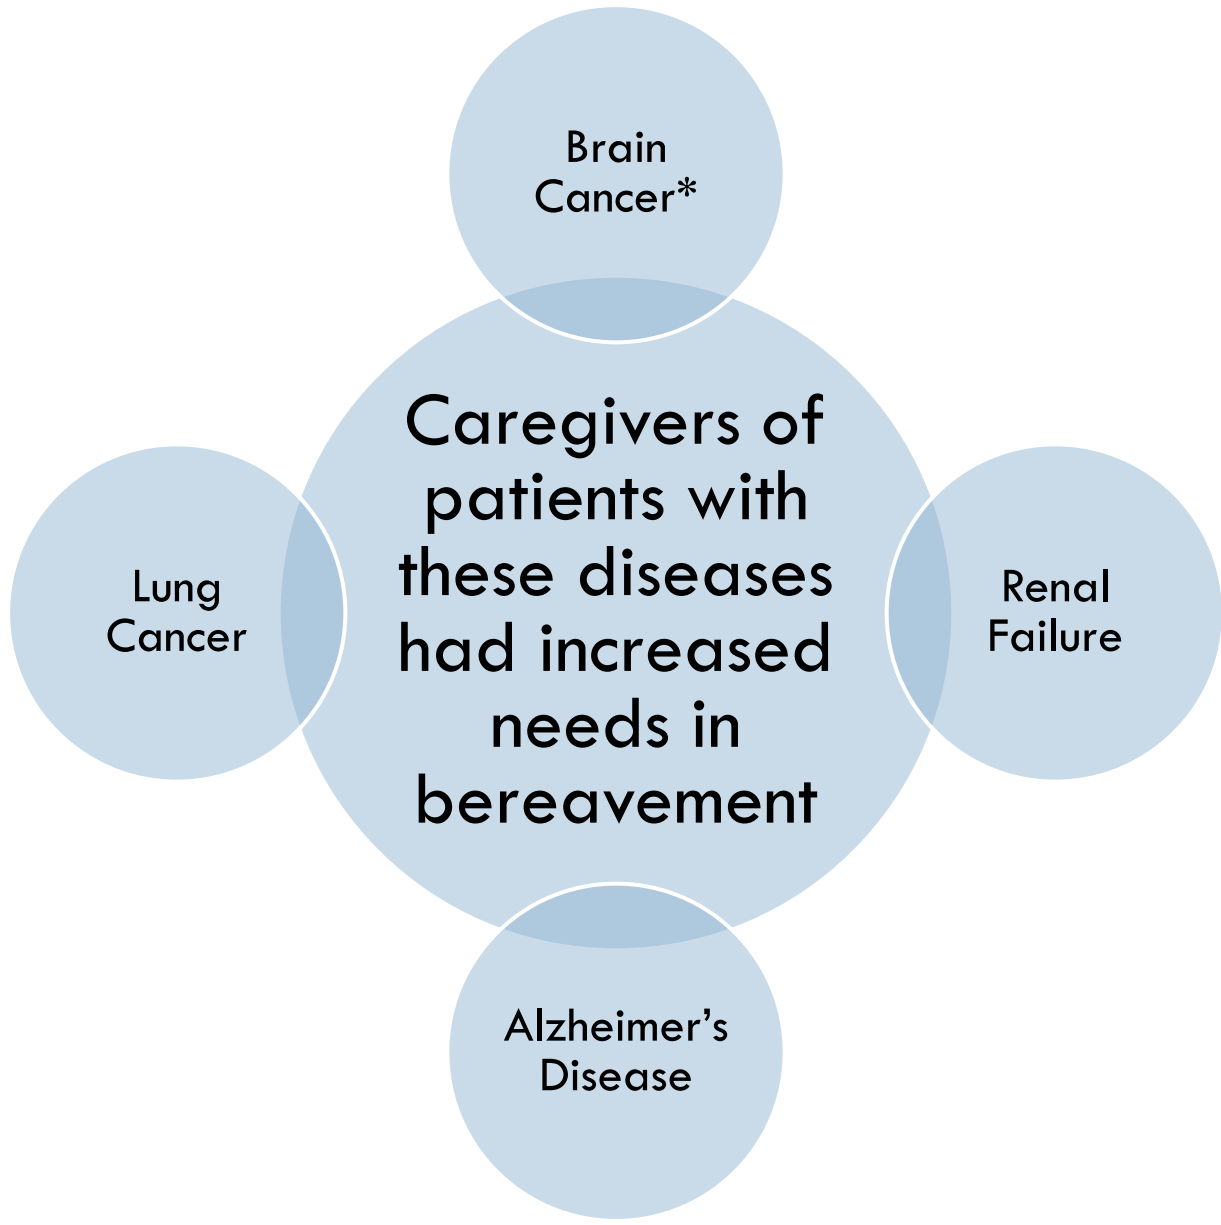 Brain
Cancer*
Caregivers of
patients with
these diseases
had increased
needs in
bereavement
Lung
Cancer
Renal
Failure
Alzheimer’s
Disease